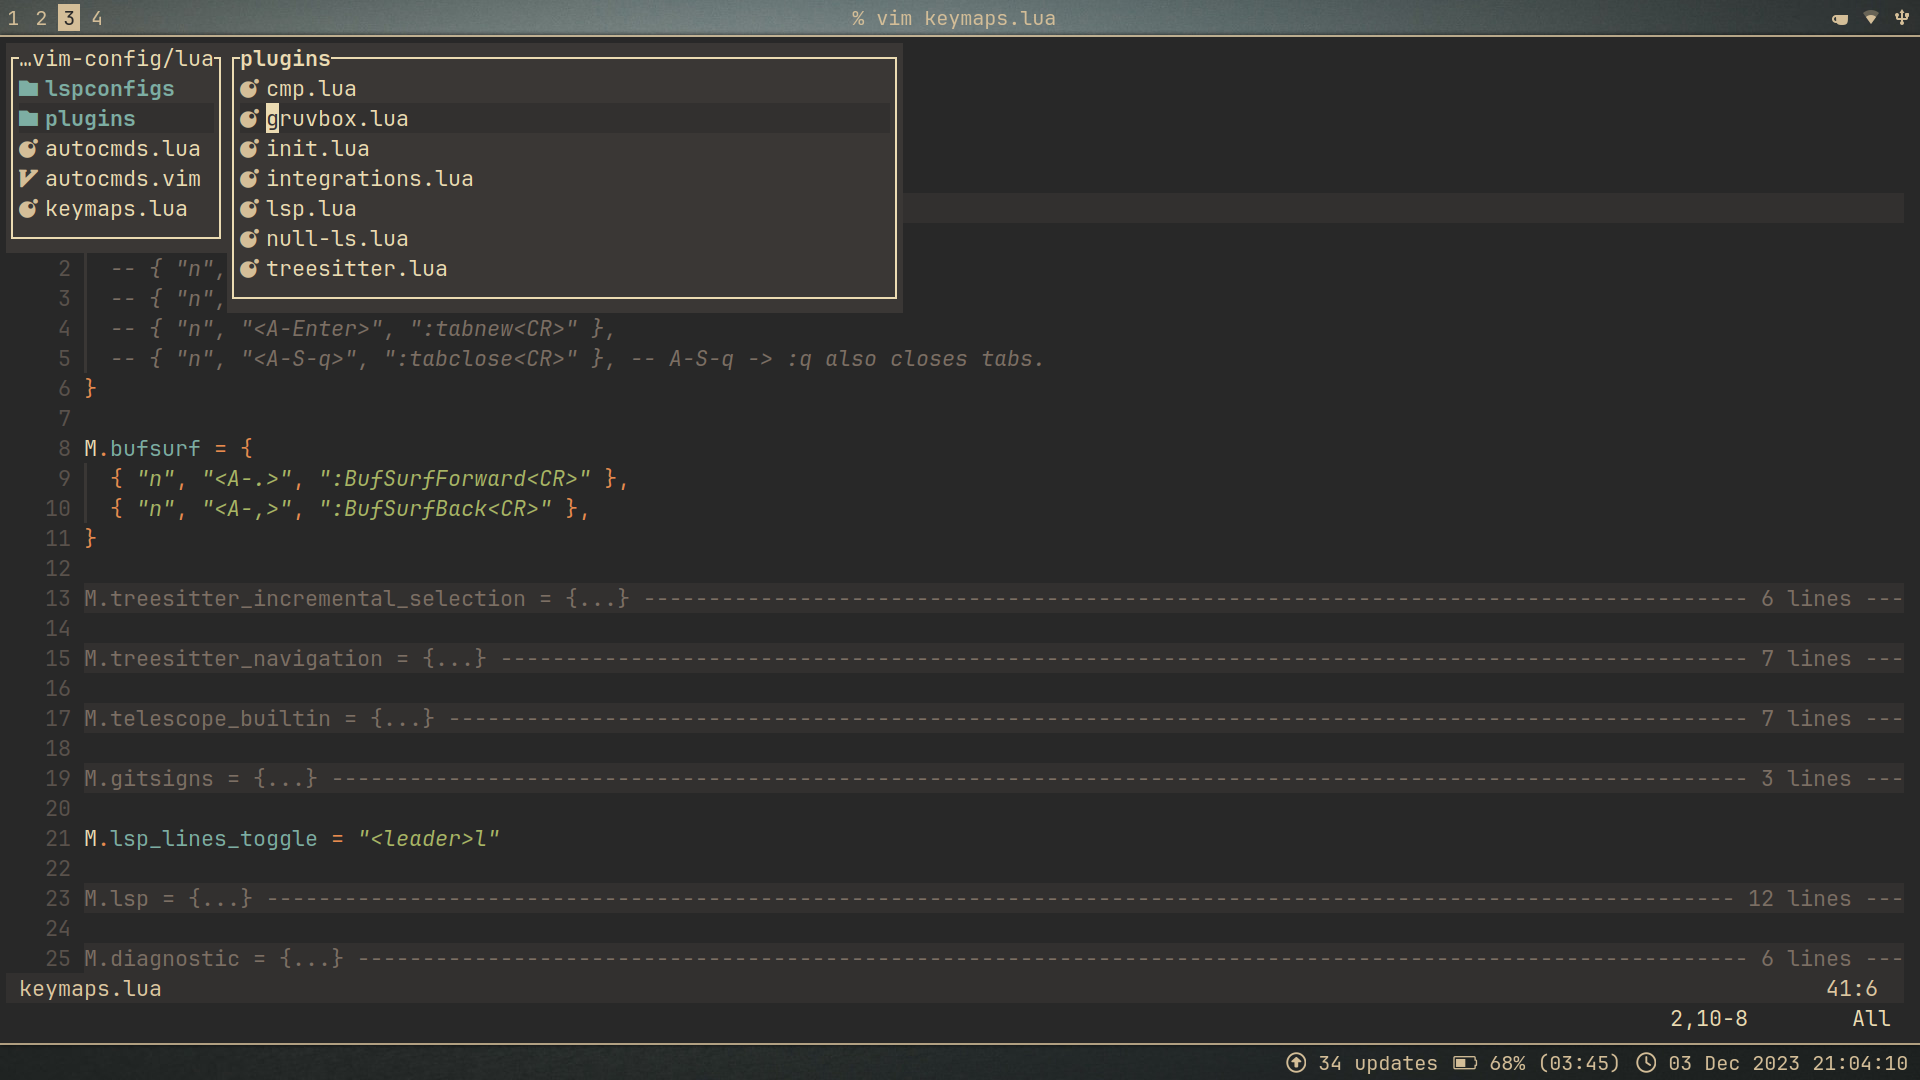 1 2 3 4 % vim keymaps.lua
…vim-config/lua
lspconfigs
plugins
autocmds.lua
autocmds.vim
keymaps.lua
plugins
cmp.lua
gruvbox.lua
init.lua
integrations.lua
lsp.lua
null-ls.lua
treesitter.lua
2 -- { "n",
3 -- { "n",
4 -- { "n", "<A-Enter>", ":tabnew<CR>" },
5 -- { "n", "<A-S-q>", ":tabclose<CR>" }, -- A-S-q -> :q also closes tabs.
6 }
7
8 M.bufsurf = {
9 { "n", "<A-.>", ":BufSurfForward<CR>" },
10 { "n", "<A-,>", ":BufSurfBack<CR>" },
11 }
12
13 M.treesitter_incremental_selection = {...} ------------------------------------------------------------------------------------- 6 lines ---
14
15 M.treesitter_navigation = {...} ------------------------------------------------------------------------------------------------ 7 lines ---
16
17 M.telescope_builtin = {...} ---------------------------------------------------------------------------------------------------- 7 lines ---
18
19 M.gitsigns = {...} ------------------------------------------------------------------------------------------------------------- 3 lines ---
20
21 M.lsp_lines_toggle = "<leader>l"
22
23 M.lsp = {...} ----------------------------------------------------------------------------------------------------------------- 12 lines ---
24
25 M.diagnostic = {...} ----------------------------------------------------------------------------------------------------------- 6 lines ---
keymaps.lua 41:6
2,10-8 All
34 updates 68% (03:45) 03 Dec 2023 21:04:10